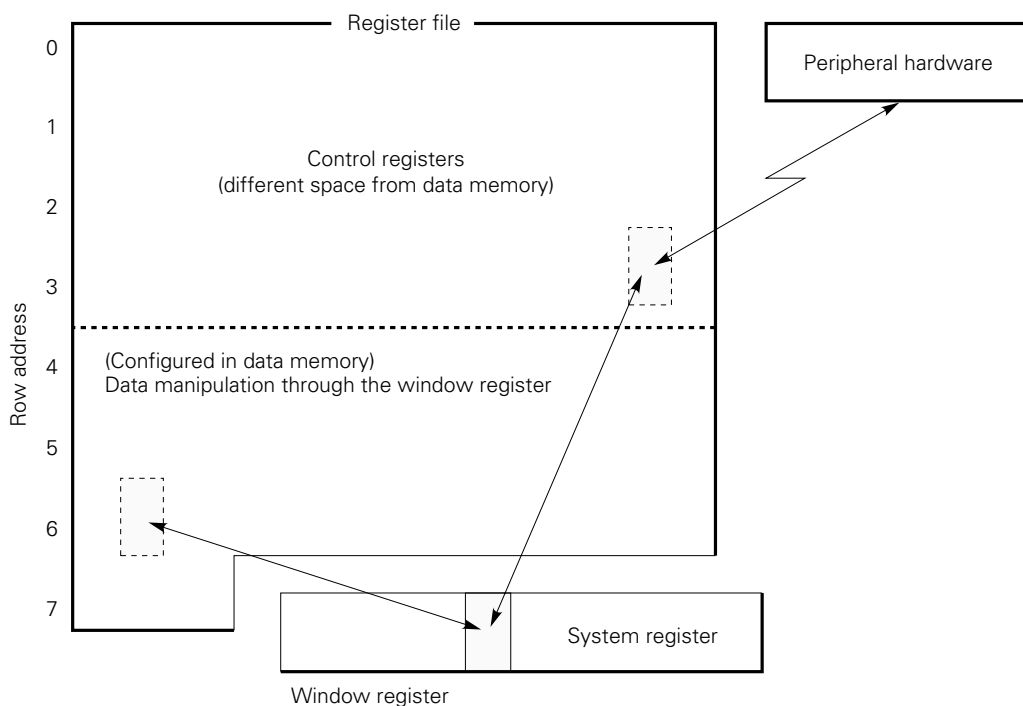 Register file
Peripheral hardware
0
1
Control registers
(different space from data memory)
2
3
Row address
(Configured in data memory)
4
Data manipulation through the window register
5
6
7
System register
Window register